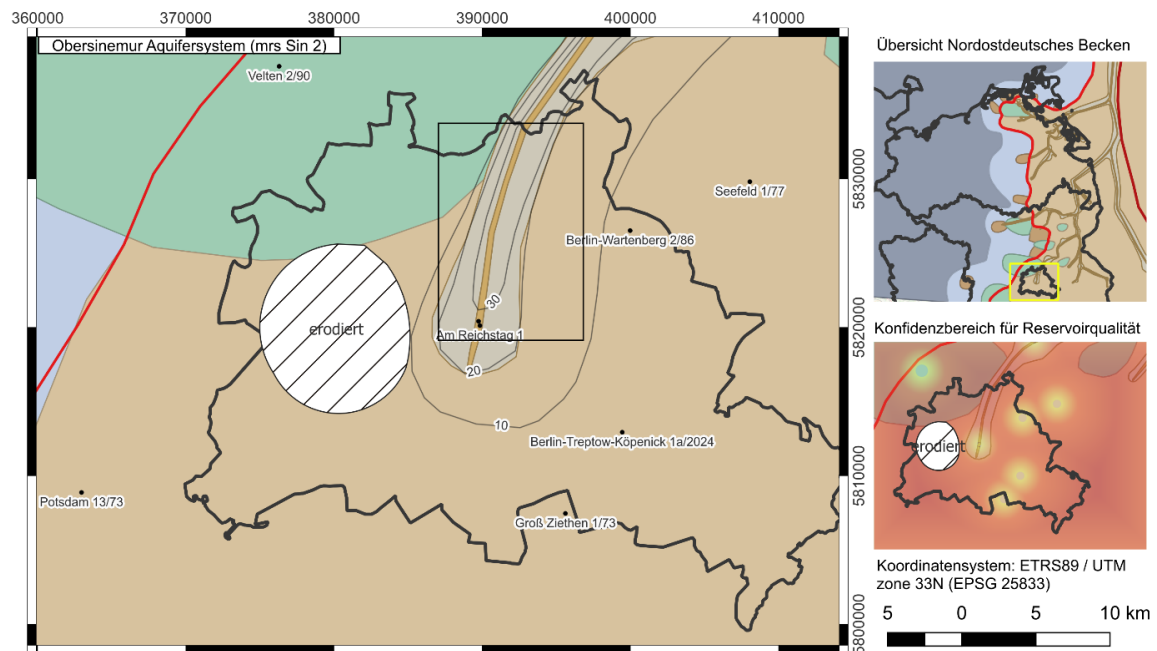 360000 370000 380000 390000 400000 410000
Obersinemur Aquifersystem (mrs Sin 2)
Velten 2/90
5830000
Seefeld 1/77
Berlin-Wartenberg 2/86
30
erodiert
Am Reichstag 1
5820000
20
10
Berlin-Treptow-Köpenick 1a/2024
5810000
Potsdam 13/73
Groß Ziethen 1/73
5800000
Übersicht Nordostdeutsches Becken
Konfidenzbereich für Reservoirqualität
erodiert
Koordinatensystem: ETRS89 / UTM
zone 33N (EPSG 25833)
5 0 5 10 km